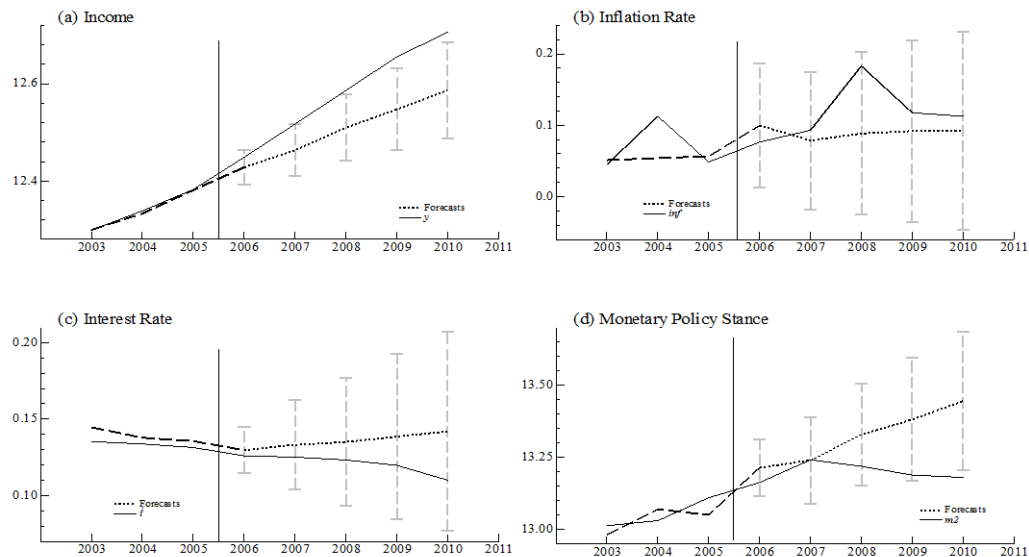 (a) Income
12.6
12.4
Forecasts
y
2003 2004 2005 2006 2007 2008 2009 2010 2011
(b) Inflation Rate
0.2
0.1
0.0
Forecasts
inf
2003 2004 2005 2006 2007 2008 2009 2010 2011
(c) Interest Rate
0.20
0.15
0.10
Forecasts
i
2003 2004 2005 2006 2007 2008 2009 2010 2011
(d) Monetary Policy Stance
13.50
13.25
13.00
Forecasts
m2
2003 2004 2005 2006 2007 2008 2009 2010 2011